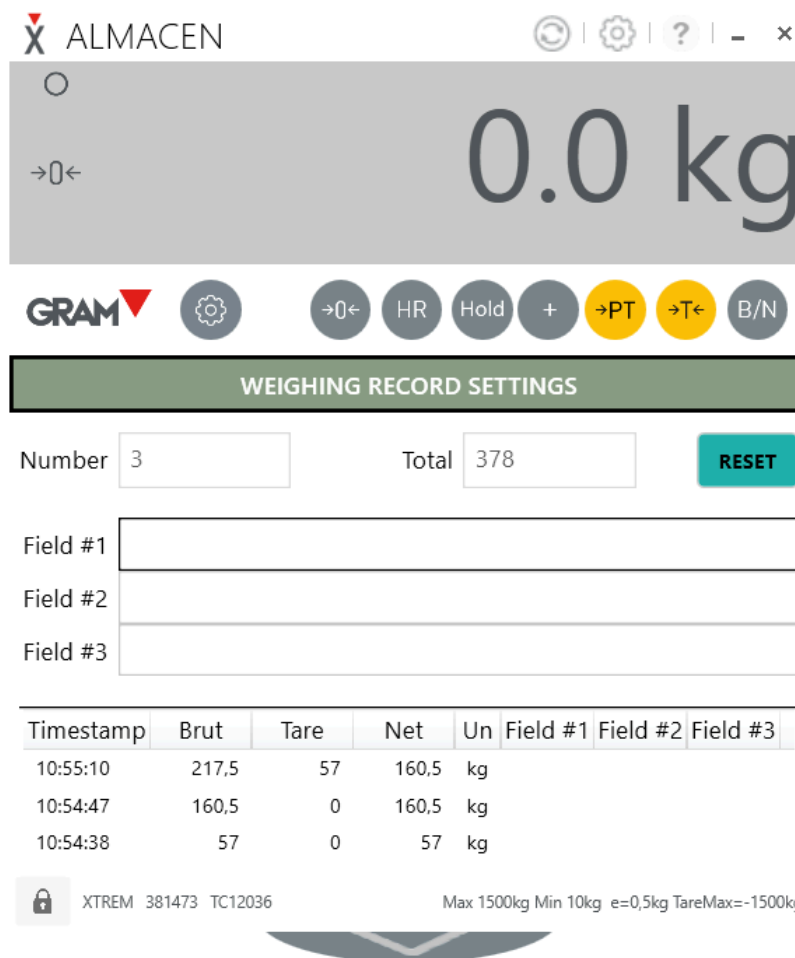 ALMACEN ?
→0← 0.0 kg
GRAM →0← HR Hold + →PT →T← B/N
WEIGHING RECORD SETTINGS
Number 3 Total 378 RESET
Field #1
Field #2
Field #3
Timestamp Brut Tare Net Un Field #1 Field #2 Field #3
10:55:10 217,5 57 160,5 kg
10:54:47 160,5 0 160,5 kg
10:54:38 57 0 57 kg
XTREM 381473 TC12036 Max 1500kg Min 10kg e=0,5kg TareMax=-1500kg